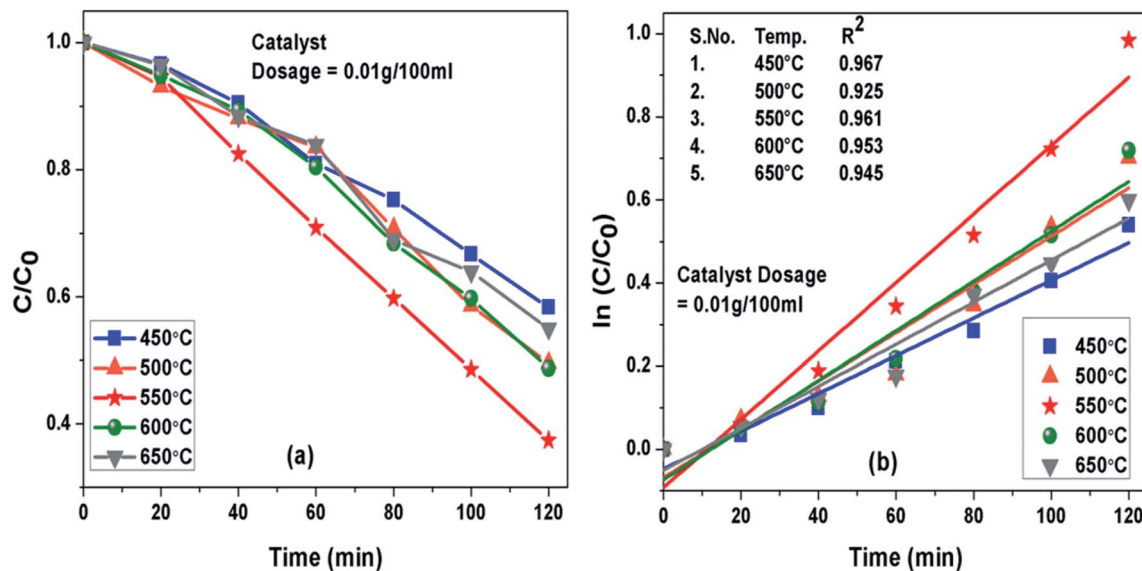 Catalyst
Dosage = 0.01g/100ml
1.0
0.8
0.6
0.4
C/C₀
450°C
500°C
550°C
600°C
650°C
(a)
0 20 40 60 80 100 120
Time (min)
S.No. Temp. R²
1. 450°C 0.967
2. 500°C 0.925
3. 550°C 0.961
4. 600°C 0.953
5. 650°C 0.945
1.0
0.8
0.6
0.4
0.2
0.0
ln (C/C₀)
Catalyst Dosage
= 0.01g/100ml
450°C
500°C
550°C
600°C
650°C
(b)
0 20 40 60 80 100 120
Time (min)